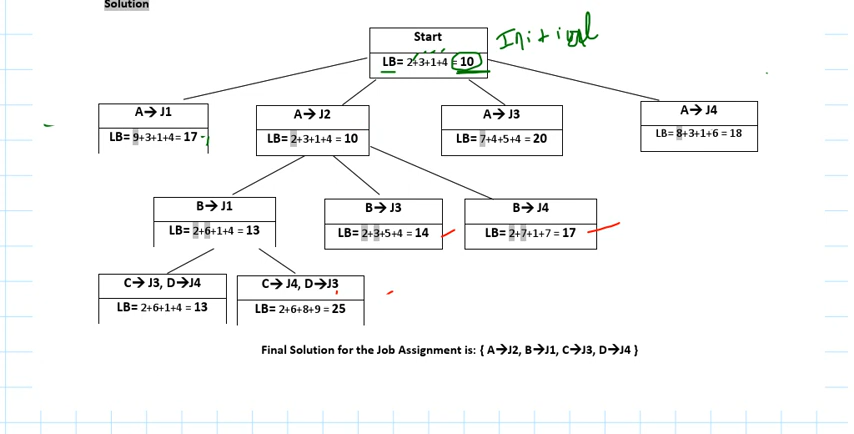 Solution
Start
Initial
LB= 2+3+1+4 = 10
A→ J1
A→ J2
A→ J3
A→ J4
LB= 9+3+1+4= 17
LB= 2+3+1+4 = 10
LB= 7+4+5+4 = 20
LB= 8+3+1+6 = 18
B→ J1
B→ J3
B→ J4
LB= 2+6+1+4 = 13
LB= 2+3+5+4 = 14
LB= 2+7+1+7 = 17
C→ J3, D→J4
C→ J4, D→J3
LB= 2+6+1+4 = 13
LB= 2+6+8+9 = 25
Final Solution for the Job Assignment is: { A→J2, B→J1, C→J3, D→J4 }